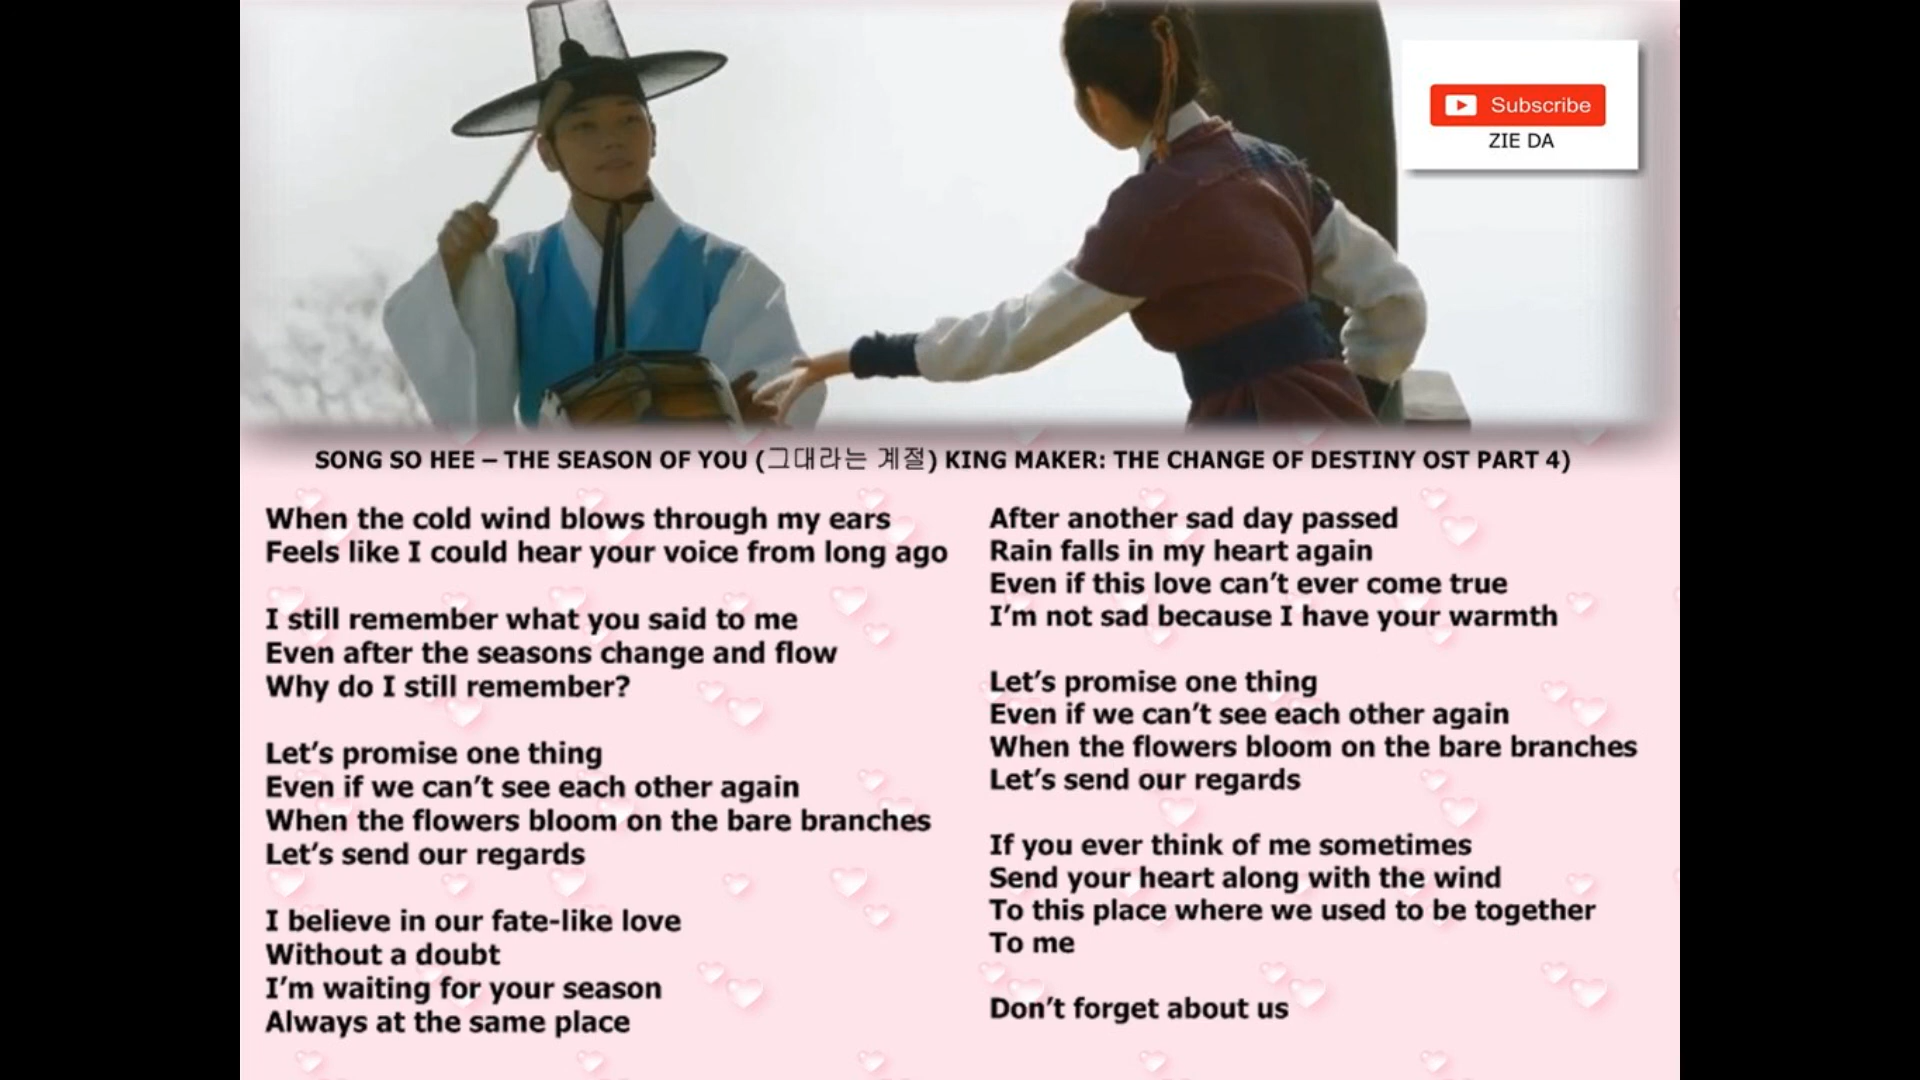 Subscribe
ZIE DA
SONG SO HEE – THE SEASON OF YOU (그대라는 계절) KING MAKER: THE CHANGE OF DESTINY OST PART 4)
When the cold wind blows through my ears
Feels like I could hear your voice from long ago
I still remember what you said to me
Even after the seasons change and flow
Why do I still remember?
Let’s promise one thing
Even if we can’t see each other again
When the flowers bloom on the bare branches
Let’s send our regards
I believe in our fate-like love
Without a doubt
I’m waiting for your season
Always at the same place
After another sad day passed
Rain falls in my heart again
Even if this love can’t ever come true
I’m not sad because I have your warmth
Let’s promise one thing
Even if we can’t see each other again
When the flowers bloom on the bare branches
Let’s send our regards
If you ever think of me sometimes
Send your heart along with the wind
To this place where we used to be together
To me
Don’t forget about us